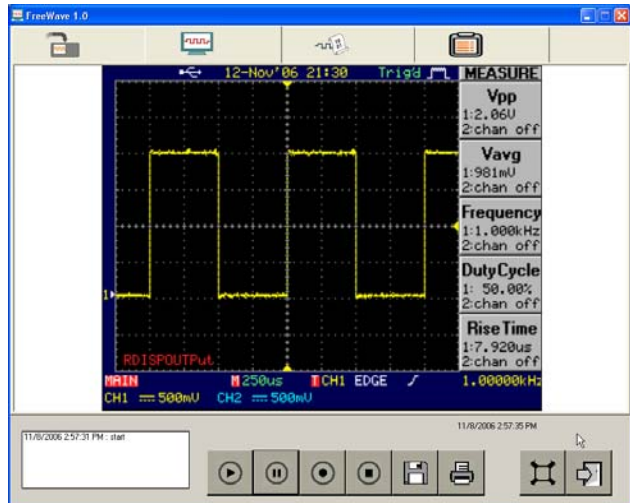 FreeWave 1.0
12-Nov'06 21:30 Trig'd MEASURE
Vpp
1:2.06V
2:chan off
Vavg
1:981mV
2:chan off
Frequency
1:1.000kHz
2:chan off
DutyCycle
1: 50.00%
2:chan off
RiseTime
1:7.920us
2:chan off
1
RDISPOUTPut
MAIN M 250us T CH1 EDGE 1.00000kHz
CH1 500mV CH2 500mV
11/8/2006 2:57:35 PM
11/8/2006 2:57:31 PM : start